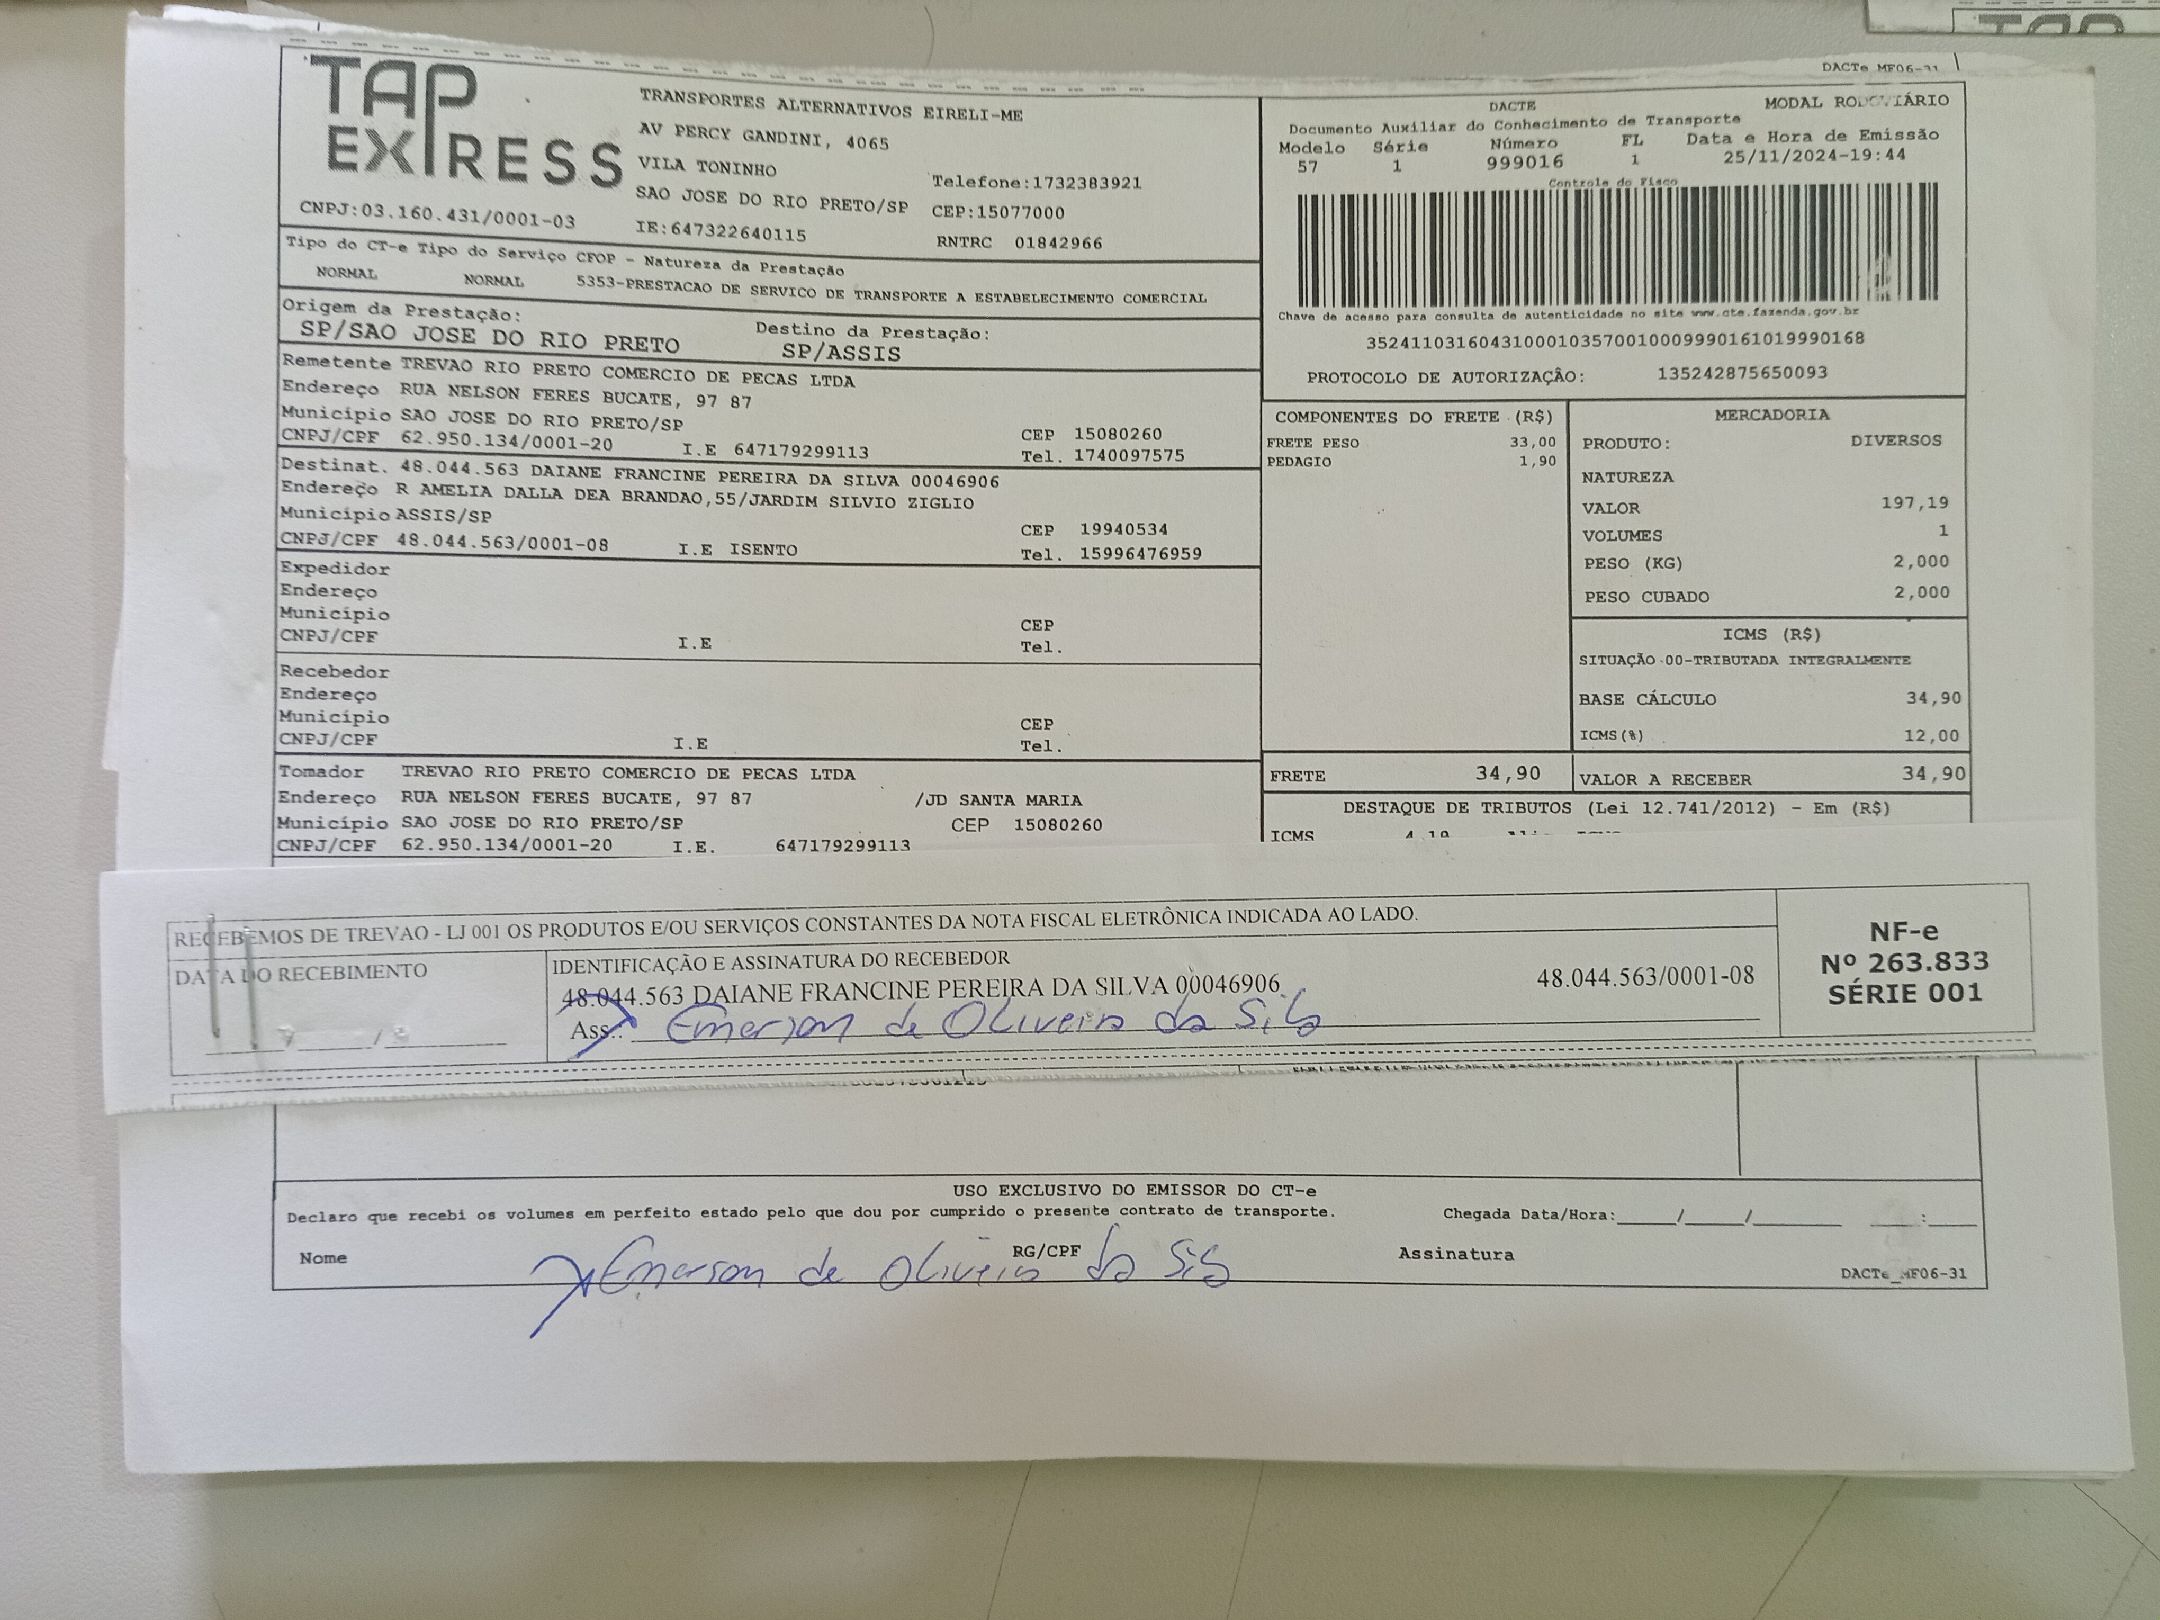 TAP
TAP EXPRESS
TRANSPORTES ALTERNATIVOS EIRELI-ME
AV PERCY GANDINI, 4065
VILA TONINHO
Telefone:1732383921
SAO JOSE DO RIO PRETO/SP CEP:15077000
CNPJ:03.160.431/0001-03 IE:647322640115 RNTRC 01842966
Tipo do CT-e Tipo do Serviço CFOP - Natureza da Prestação
NORMAL NORMAL 5353-PRESTACAO DE SERVICO DE TRANSPORTE A ESTABELECIMENTO COMERCIAL
Origem da Prestação: Destino da Prestação:
SP/SAO JOSE DO RIO PRETO SP/ASSIS
Remetente TREVAO RIO PRETO COMERCIO DE PECAS LTDA
Endereço RUA NELSON FERES BUCATE, 97 87
Município SAO JOSE DO RIO PRETO/SP CEP 15080260
CNPJ/CPF 62.950.134/0001-20 I.E 647179299113 Tel. 1740097575
Destinat. 48.044.563 DAIANE FRANCINE PEREIRA DA SILVA 00046906
Endereço R AMELIA DALLA DEA BRANDAO,55/JARDIM SILVIO ZIGLIO
Município ASSIS/SP CEP 19940534
CNPJ/CPF 48.044.563/0001-08 I.E ISENTO Tel. 15996476959
Expedidor
Endereço
Município CEP
CNPJ/CPF I.E Tel.
Recebedor
Endereço
Município CEP
CNPJ/CPF I.E Tel.
Tomador TREVAO RIO PRETO COMERCIO DE PECAS LTDA
Endereço RUA NELSON FERES BUCATE, 97 87 /JD SANTA MARIA
Município SAO JOSE DO RIO PRETO/SP CEP 15080260
CNPJ/CPF 62.950.134/0001-20 I.E. 647179299113
DACTe MF06-31
DACTE MODAL RODOVIÁRIO
Documento Auxiliar do Conhecimento de Transporte
Modelo Série Número FL Data e Hora de Emissão
57 1 999016 1 25/11/2024-19:44
Controle do Fisco
Chave de acesso para consulta de autenticidade no site www.cte.fazenda.gov.br
35241103160431000103570010009990161019990168
PROTOCOLO DE AUTORIZAÇÃO: 135242875650093
COMPONENTES DO FRETE (R$)
FRETE PESO 33,00
PEDAGIO 1,90
MERCADORIA
PRODUTO: DIVERSOS
NATUREZA
VALOR 197,19
VOLUMES 1
PESO (KG) 2,000
PESO CUBADO 2,000
ICMS (R$)
SITUAÇÃO 00-TRIBUTADA INTEGRALMENTE
BASE CÁLCULO 34,90
ICMS(%) 12,00
FRETE 34,90 VALOR A RECEBER 34,90
DESTAQUE DE TRIBUTOS (Lei 12.741/2012) - Em (R$)
ICMS 4,19
RECEBEMOS DE TREVAO - LJ 001 OS PRODUTOS E/OU SERVIÇOS CONSTANTES DA NOTA FISCAL ELETRÔNICA INDICADA AO LADO.
DATA DO RECEBIMENTO
IDENTIFICAÇÃO E ASSINATURA DO RECEBEDOR
48.044.563 DAIANE FRANCINE PEREIRA DA SILVA 00046906 48.044.563/0001-08
Ass.: Emerson de Oliveira da Silva
NF-e
Nº 263.833
SÉRIE 001
USO EXCLUSIVO DO EMISSOR DO CT-e
Declaro que recebi os volumes em perfeito estado pelo que dou por cumprido o presente contrato de transporte. Chegada Data/Hora:____/____/______ ___:___
Nome RG/CPF Assinatura
Emerson de Oliveira da Silva
DACTe_MF06-31